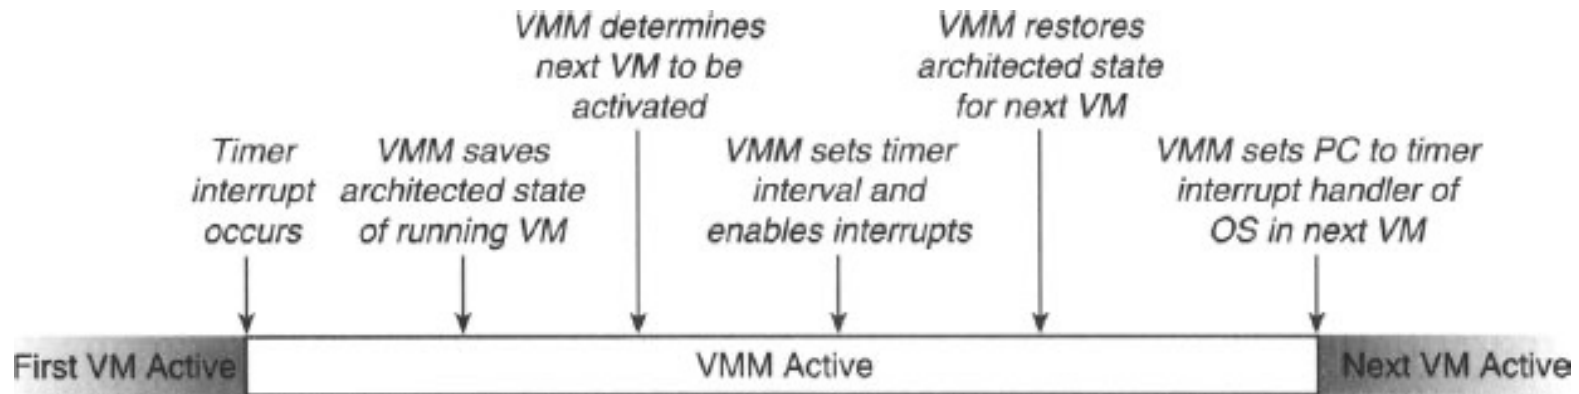 VMM determines
next VM to be
activated
VMM restores
architected state
for next VM
Timer
interrupt
occurs
VMM saves
architected state
of running VM
VMM sets timer
interval and
enables interrupts
VMM sets PC to timer
interrupt handler of
OS in next VM
First VM Active
VMM Active
Next VM Active